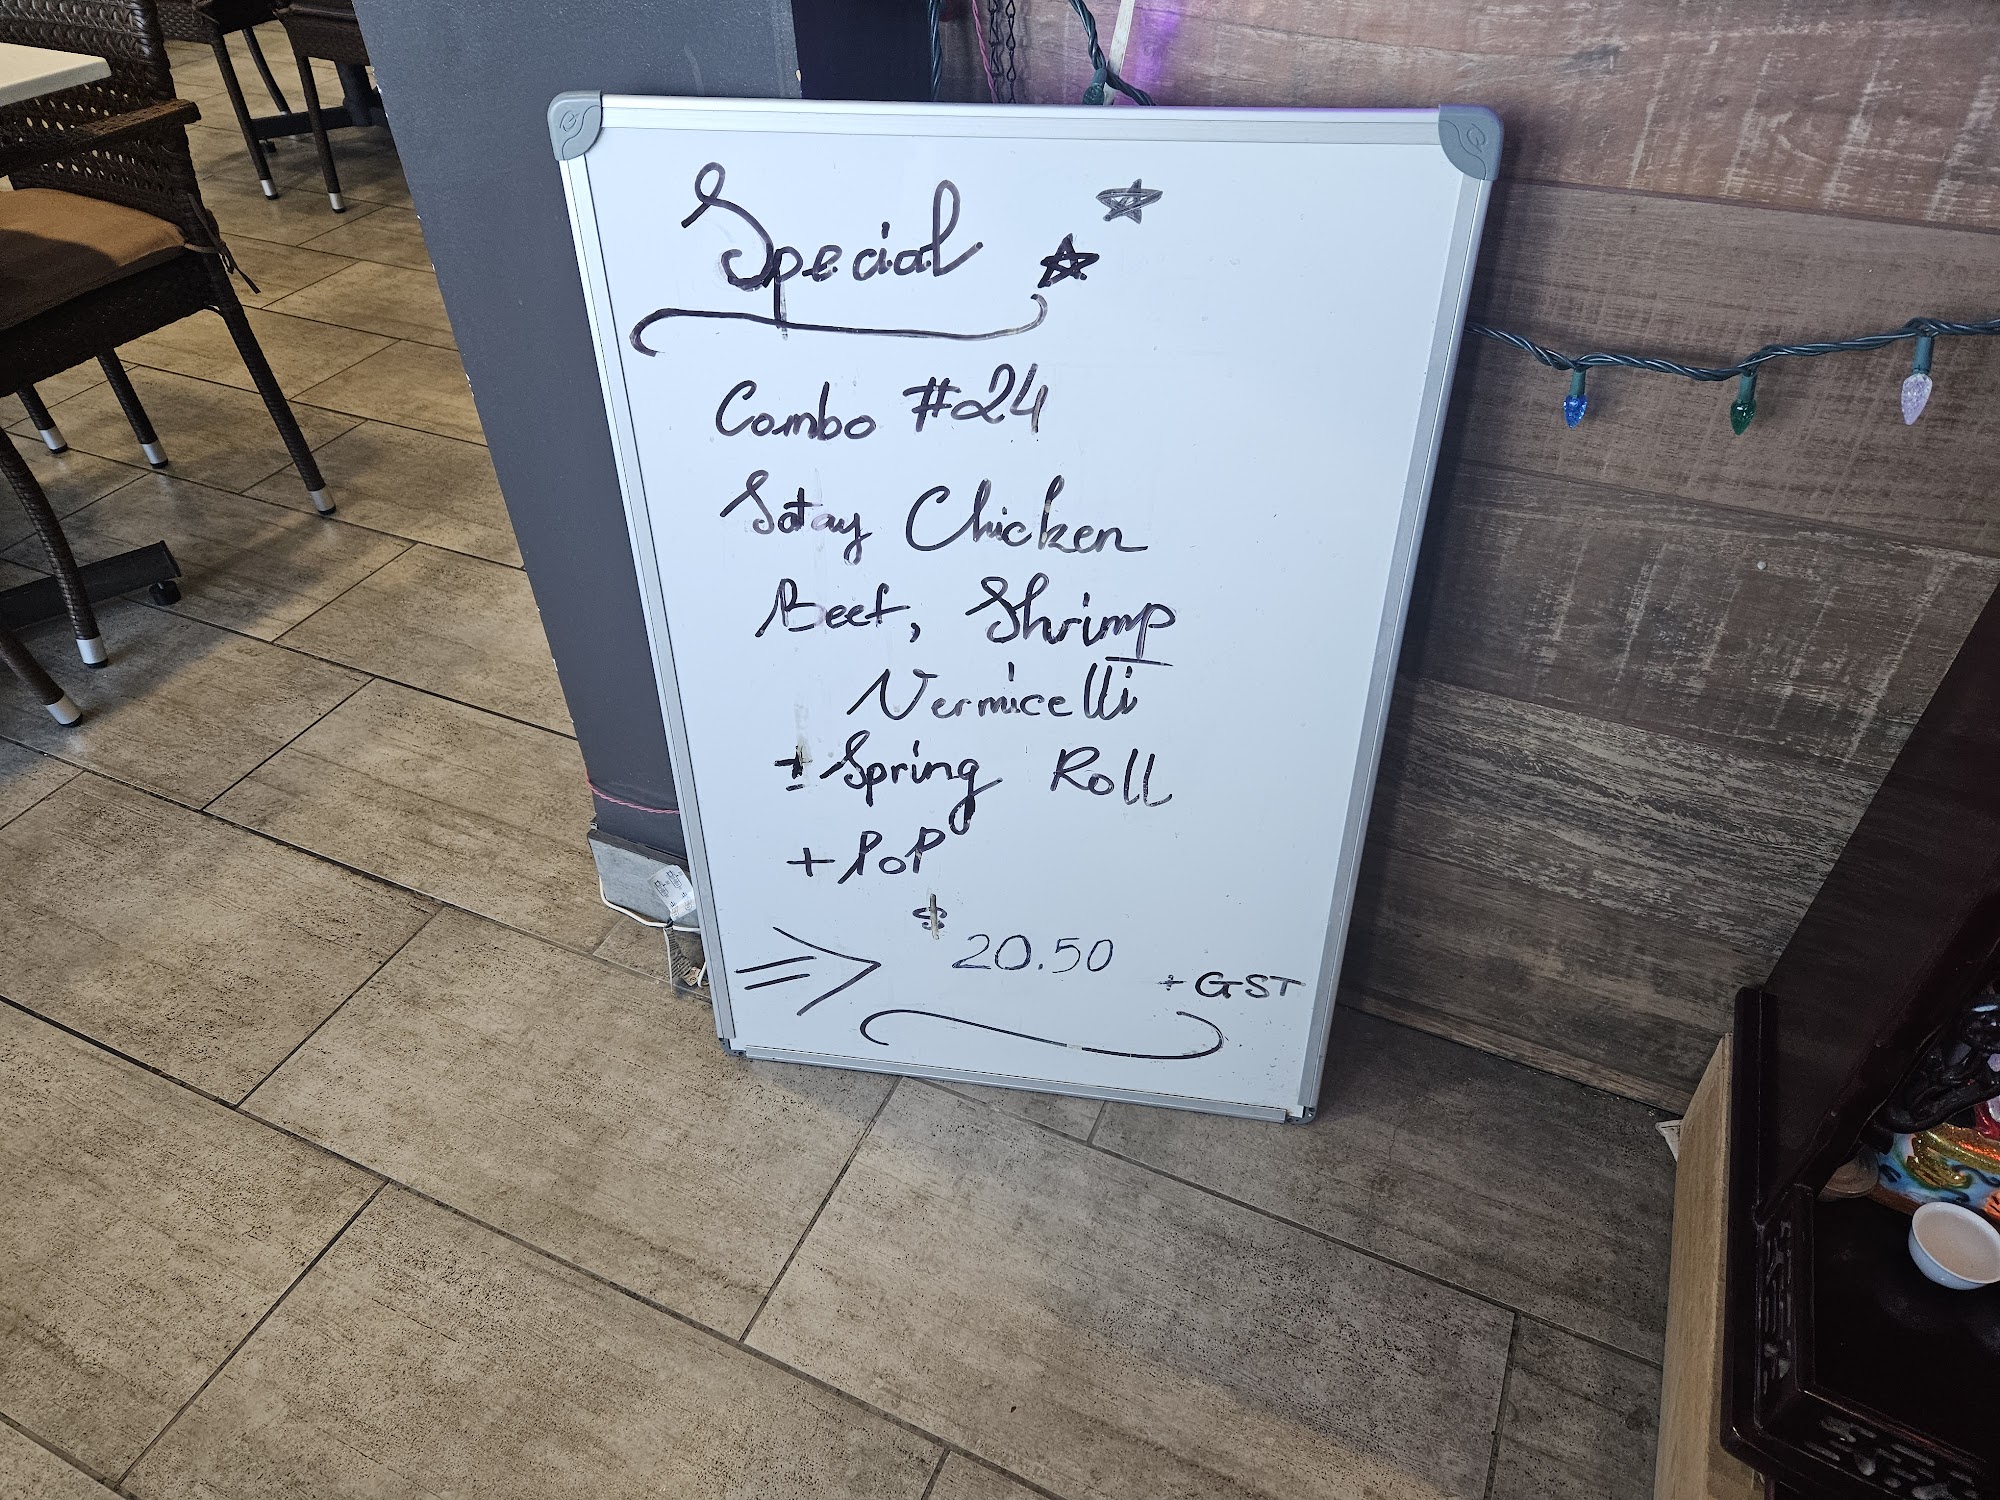 Special
Combo #24
Satay Chicken
Beef, Shrimp
Vermicelli
+ Spring Roll
+ PoP
$ 20.50 + GST